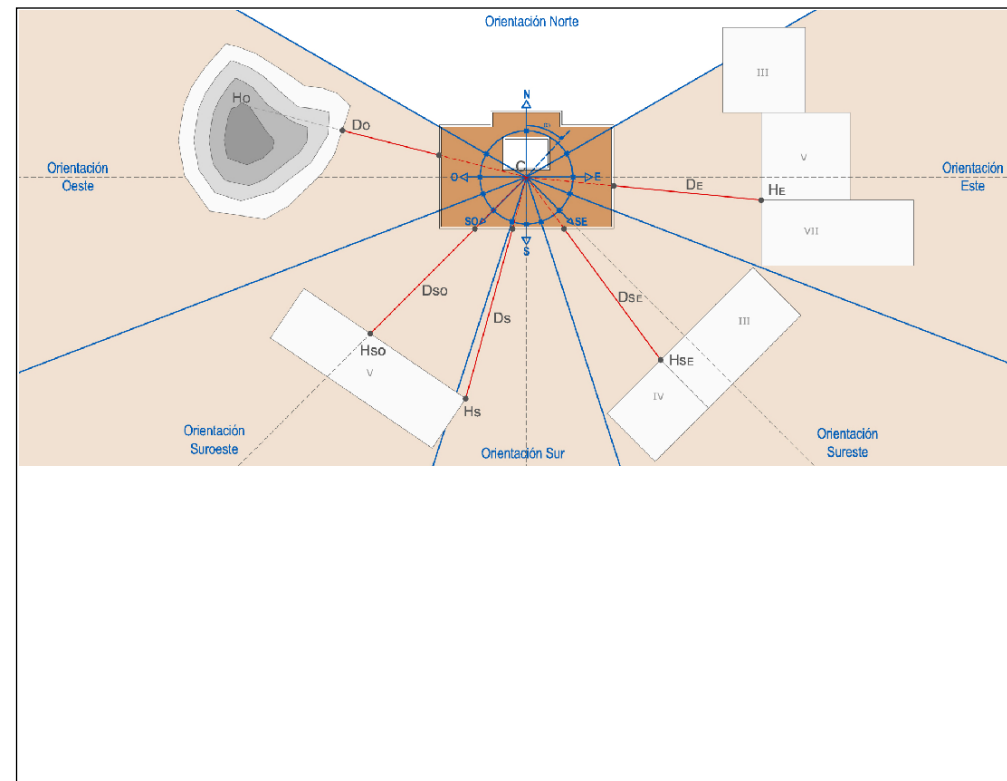 Orientación Norte
III
Ho
Do
N
V
C
Orientación
Oeste
O
E
DE
HE
Orientación
Este
SO
SE
S
VII
Dso
Ds
DsE
III
Hso
V
HsE
Hs
IV
Orientación
Suroeste
Orientación Sur
Orientación
Sureste